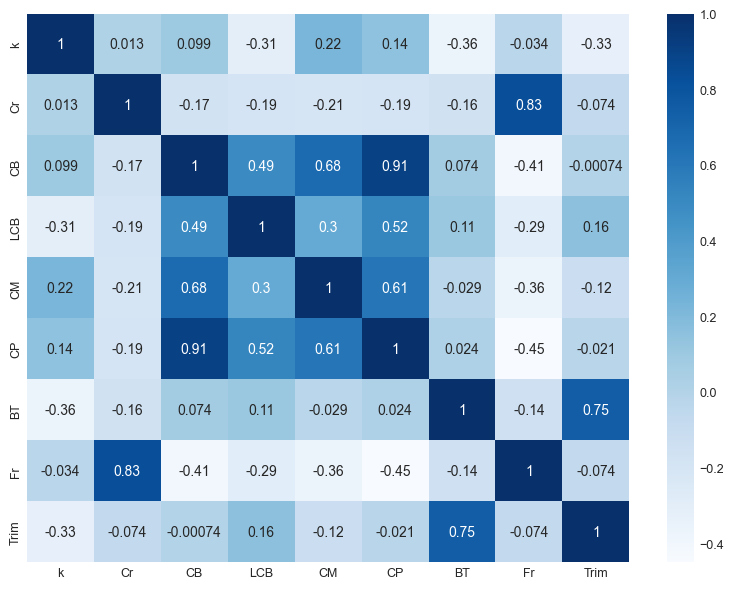 k 1 0.013 0.099 -0.31 0.22 0.14 -0.36 -0.034 -0.33
Cr 0.013 1 -0.17 -0.19 -0.21 -0.19 -0.16 0.83 -0.074
CB 0.099 -0.17 1 0.49 0.68 0.91 0.074 -0.41 -0.00074
LCB -0.31 -0.19 0.49 1 0.3 0.52 0.11 -0.29 0.16
CM 0.22 -0.21 0.68 0.3 1 0.61 -0.029 -0.36 -0.12
CP 0.14 -0.19 0.91 0.52 0.61 1 0.024 -0.45 -0.021
BT -0.36 -0.16 0.074 0.11 -0.029 0.024 1 -0.14 0.75
Fr -0.034 0.83 -0.41 -0.29 -0.36 -0.45 -0.14 1 -0.074
Trim -0.33 -0.074 -0.00074 0.16 -0.12 -0.021 0.75 -0.074 1
k Cr CB LCB CM CP BT Fr Trim
1.0
0.8
0.6
0.4
0.2
0.0
-0.2
-0.4